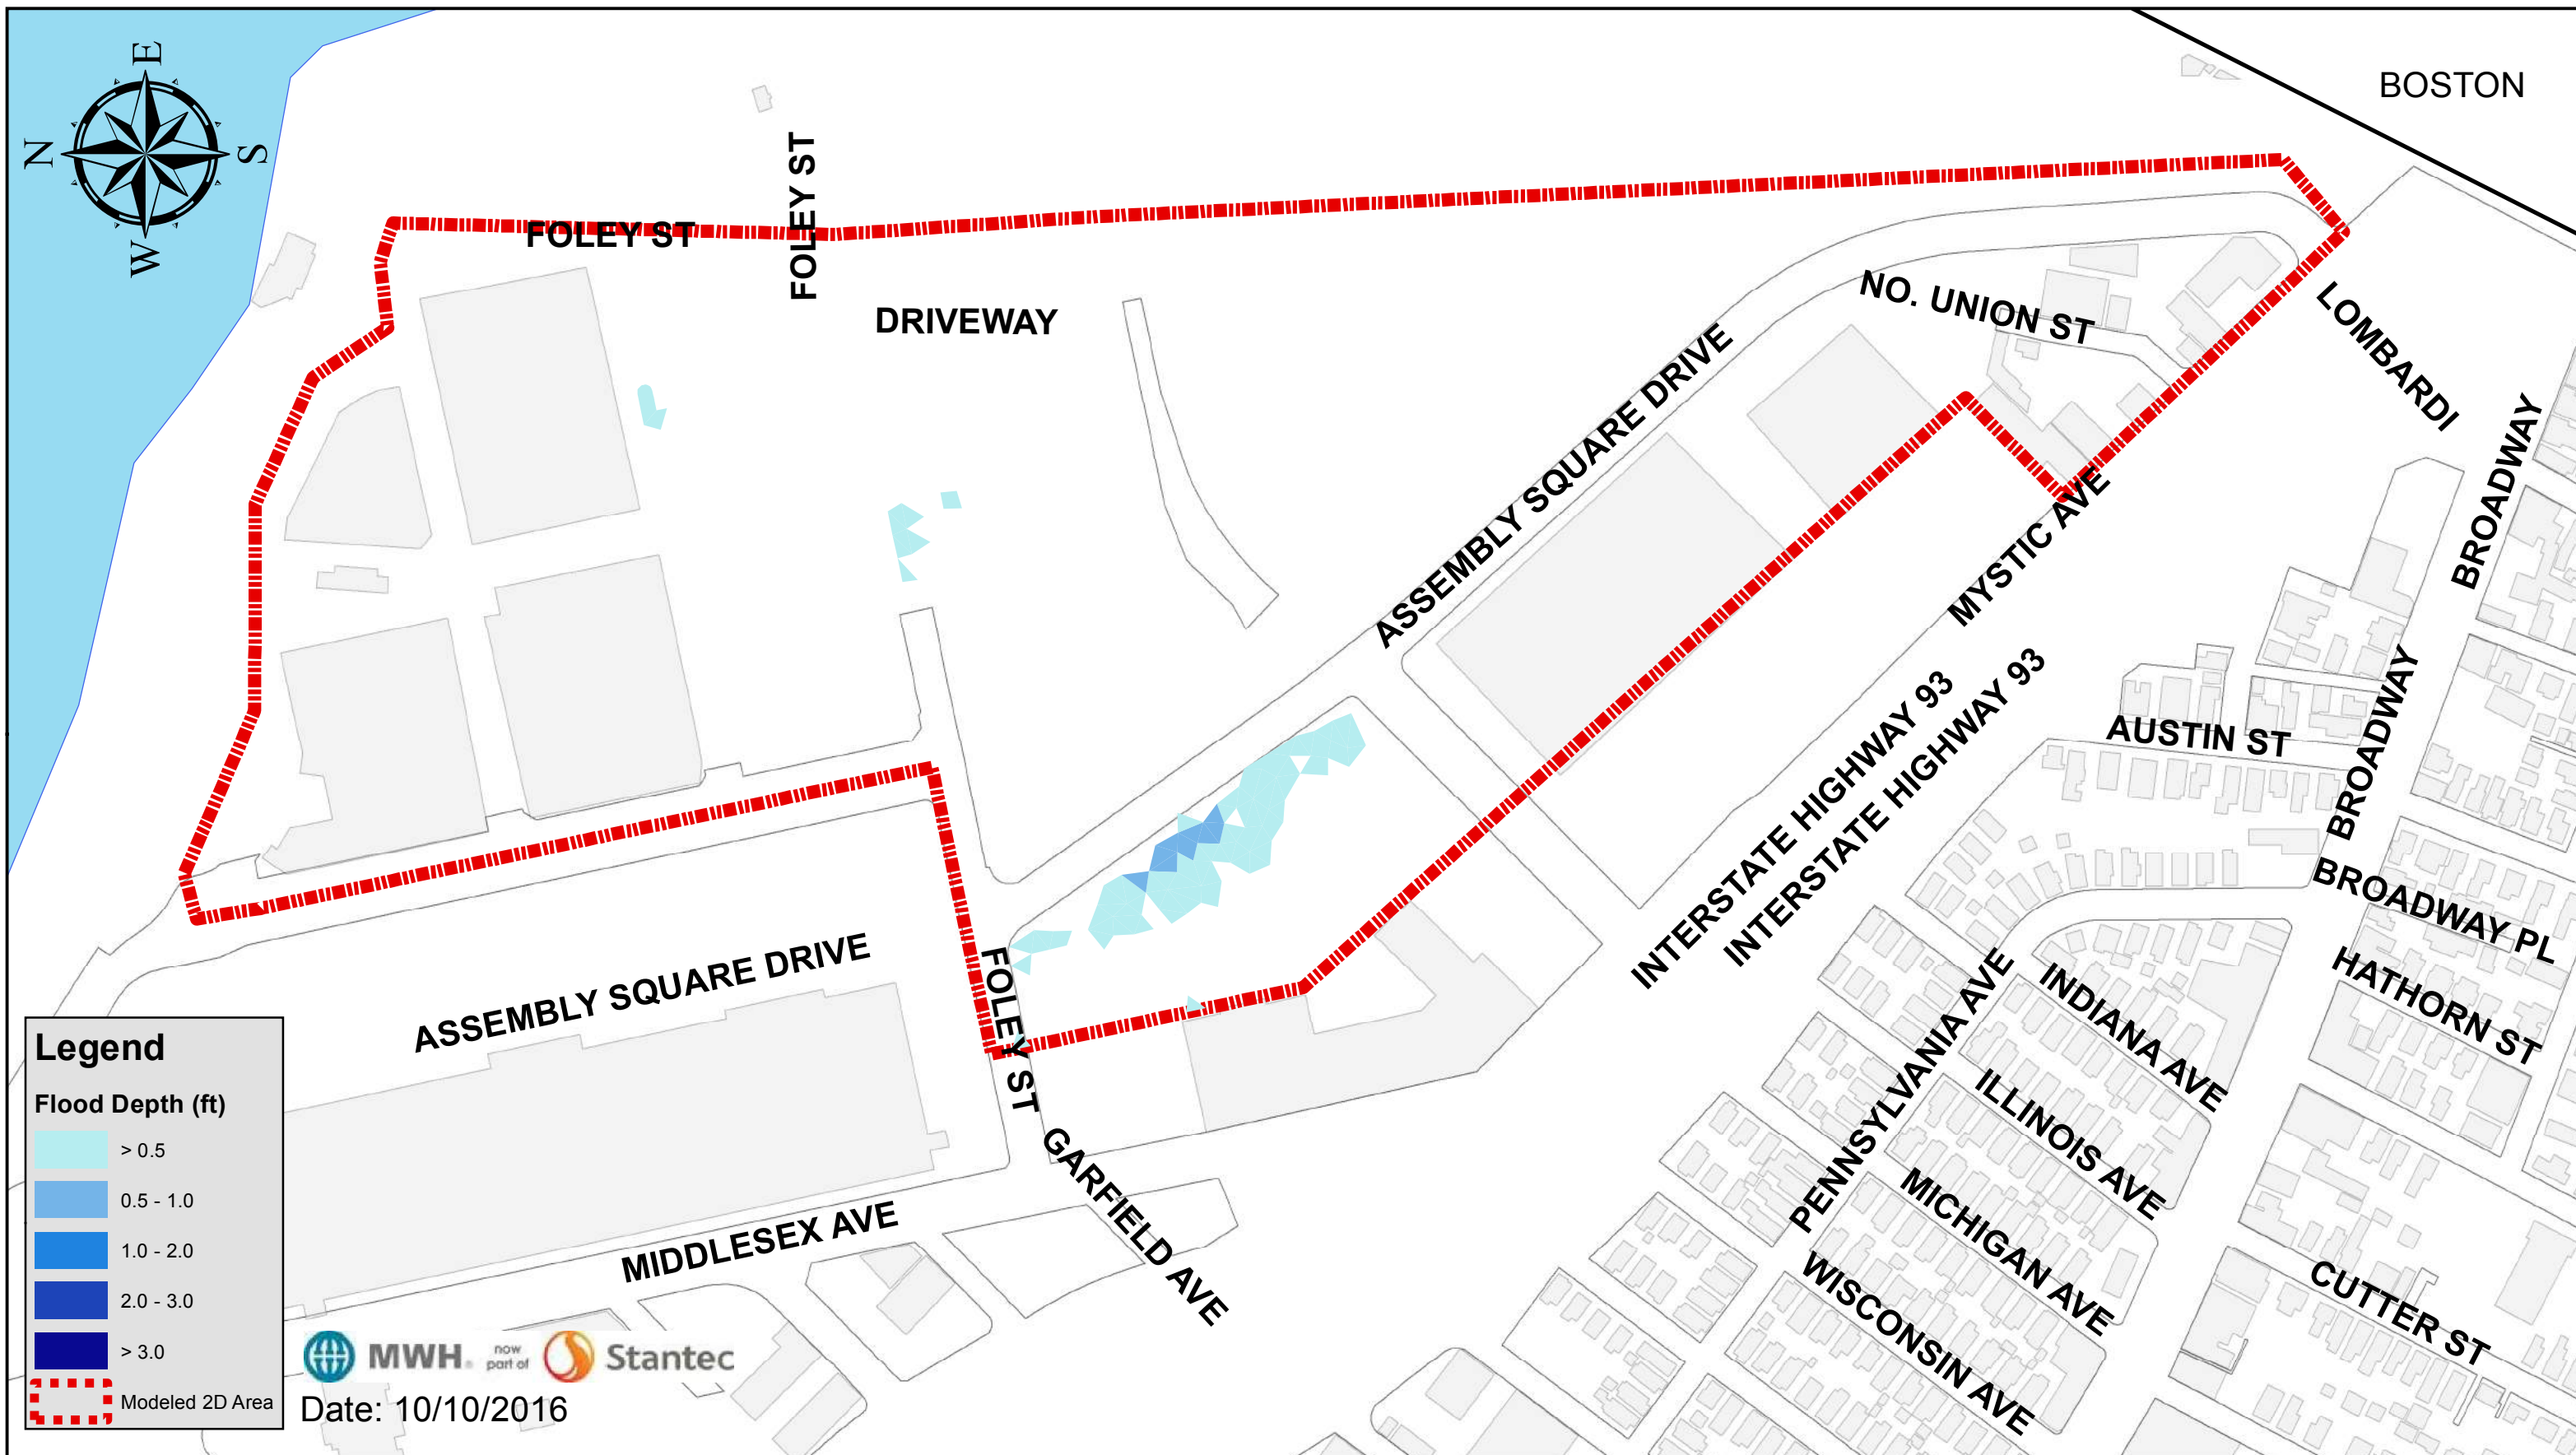 BOSTON
E
N
S
W
FOLEY ST
FOLEY ST
DRIVEWAY
NO. UNION ST
LOMBARDI
BROADWAY
ASSEMBLY SQUARE DRIVE
MYSTIC AVE
INTERSTATE HIGHWAY 93
INTERSTATE HIGHWAY 93
AUSTIN ST
BROADWAY
BROADWAY PL
HATHORN ST
PENNSYLVANIA AVE
INDIANA AVE
ILLINOIS AVE
MICHIGAN AVE
WISCONSIN AVE
CUTTER ST
ASSEMBLY SQUARE DRIVE
FOLEY ST
GARFIELD AVE
MIDDLESEX AVE
Legend
Flood Depth (ft)
> 0.5
0.5 - 1.0
1.0 - 2.0
2.0 - 3.0
> 3.0
Modeled 2D Area
MWH® now part of Stantec
Date: 10/10/2016